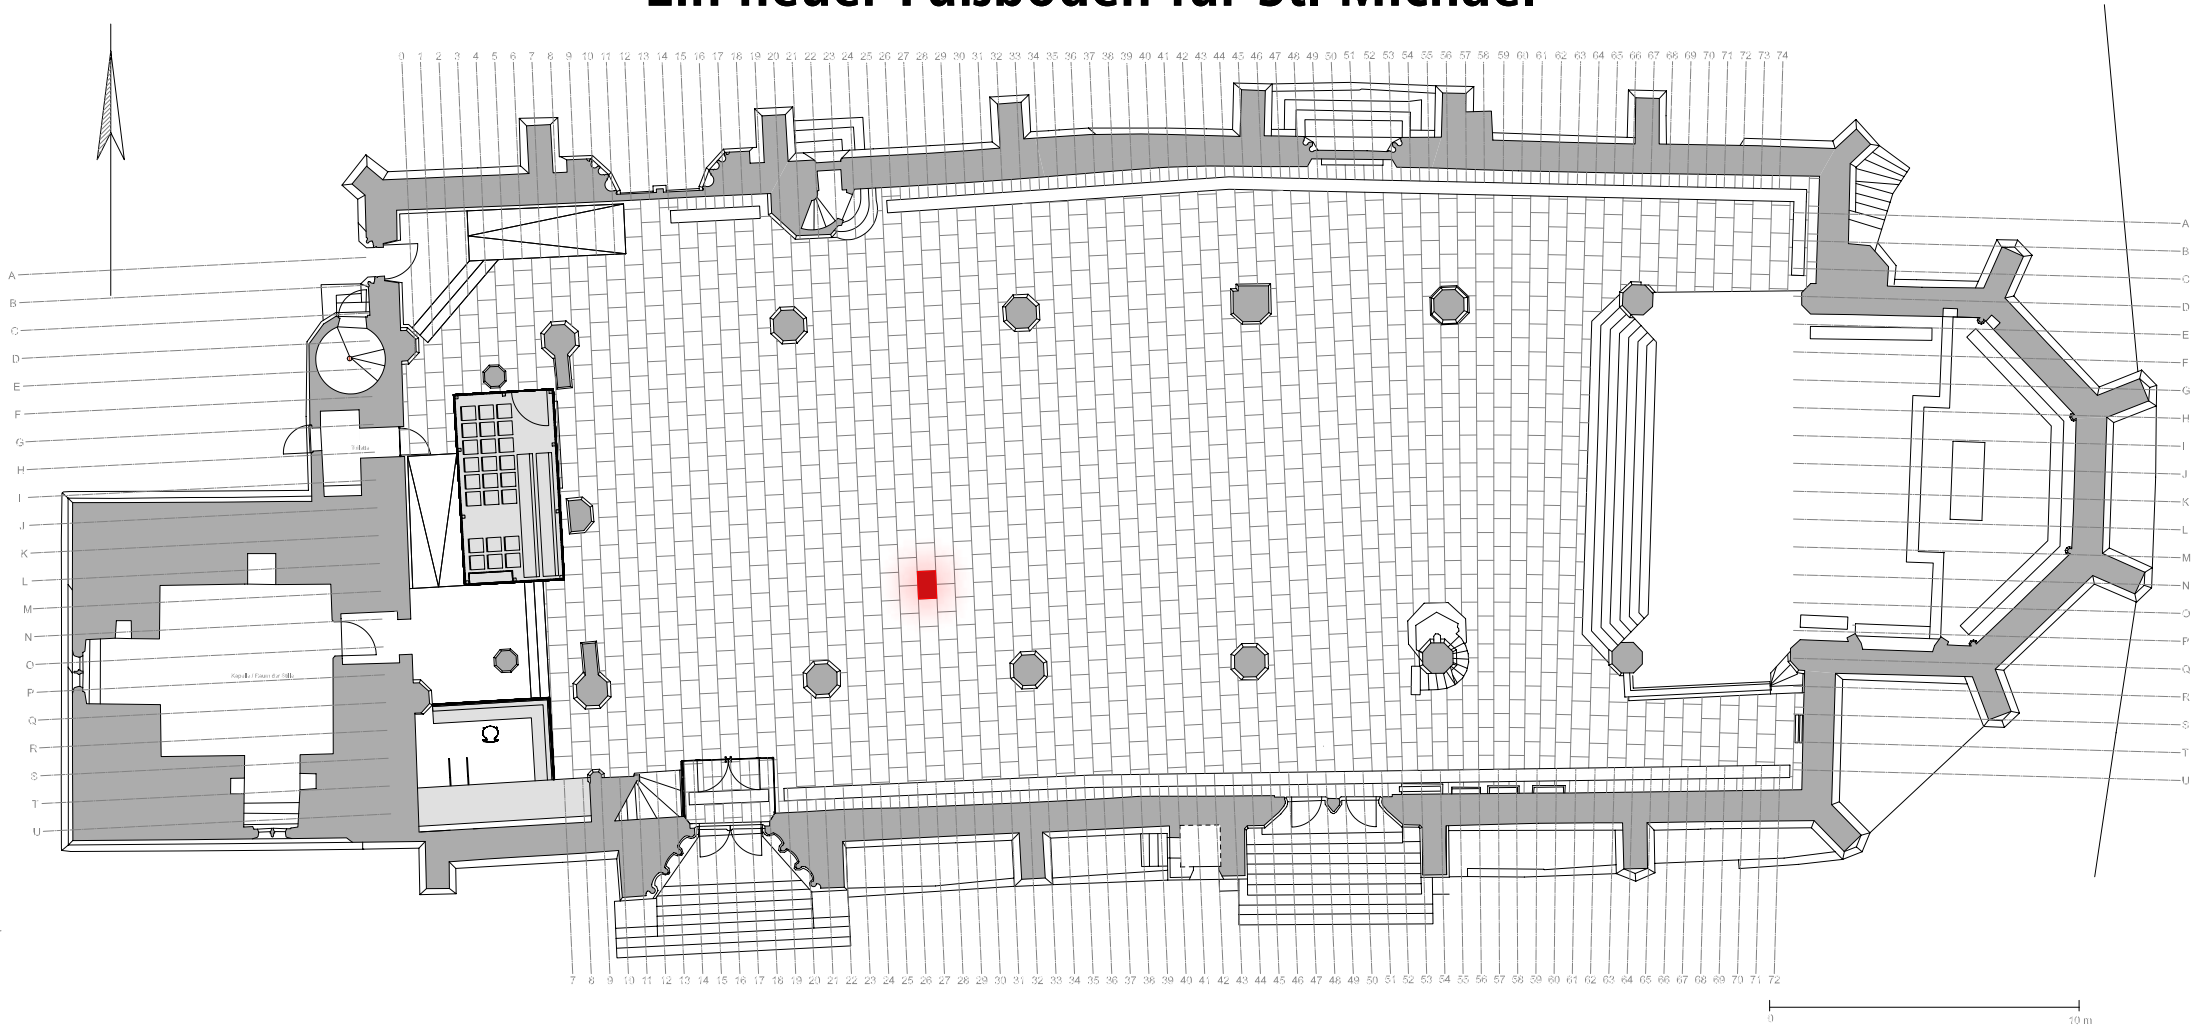 Ein neuer Fußboden für St. Michael
0 1 2 3 4 5 6 7 8 9 10 11 12 13 14 15 16 17 18 19 20 21 22 23 24 25 26 27 28 29 30 31 32 33 34 35 36 37 38 39 40 41 42 43 44 45 46 47 48 49 50 51 52 53 54 55 56 57 58 59 60 61 62 63 64 65 66 67 68 69 70 71 72 73 74
A
B
C
D
E
F
G
H
I
J
K
L
M
N
O
P
Q
R
S
T
U
A
B
C
D
E
F
G
H
I
J
K
L
M
N
O
P
Q
R
S
T
U
Kapelle / Raum der Stille
7 8 9 10 11 12 13 14 15 16 17 18 19 20 21 22 23 24 25 26 27 28 29 30 31 32 33 34 35 36 37 38 39 40 41 42 43 44 45 46 47 48 49 50 51 52 53 54 55 56 57 58 59 60 61 62 63 64 65 66 67 68 69 70 71 72
0 10 m